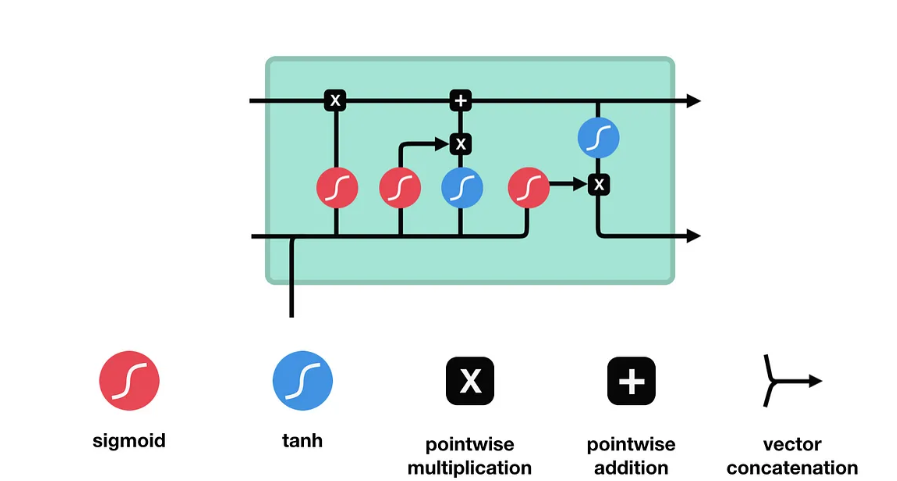 X
+
X
X
X
+
sigmoid
tanh
pointwise
multiplication
pointwise
addition
vector
concatenation